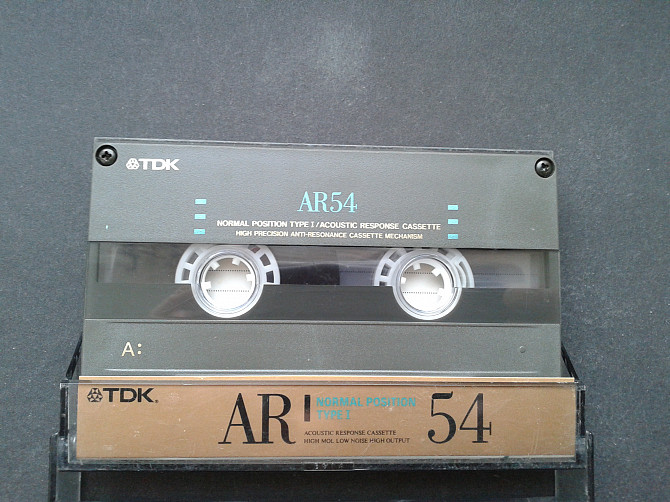 TDK
AR54
NORMAL POSITION TYPE I/ACOUSTIC RESPONSE CASSETTE
HIGH PRECISION ANTI-RESONANCE CASSETTE MECHANISM
A:
TDK.
AR
NORMAL POSITION
TYPE I
54
ACOUSTIC RESPONSE CASSETTE
HIGH MOL LOW NOISE HIGH OUTPUT